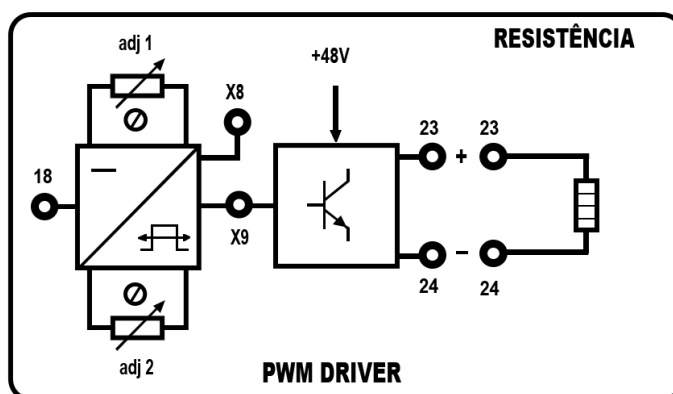 RESISTÊNCIA
adj 1
+48V
X8
23
23
18
+
X9
-
24
24
adj 2
PWM DRIVER